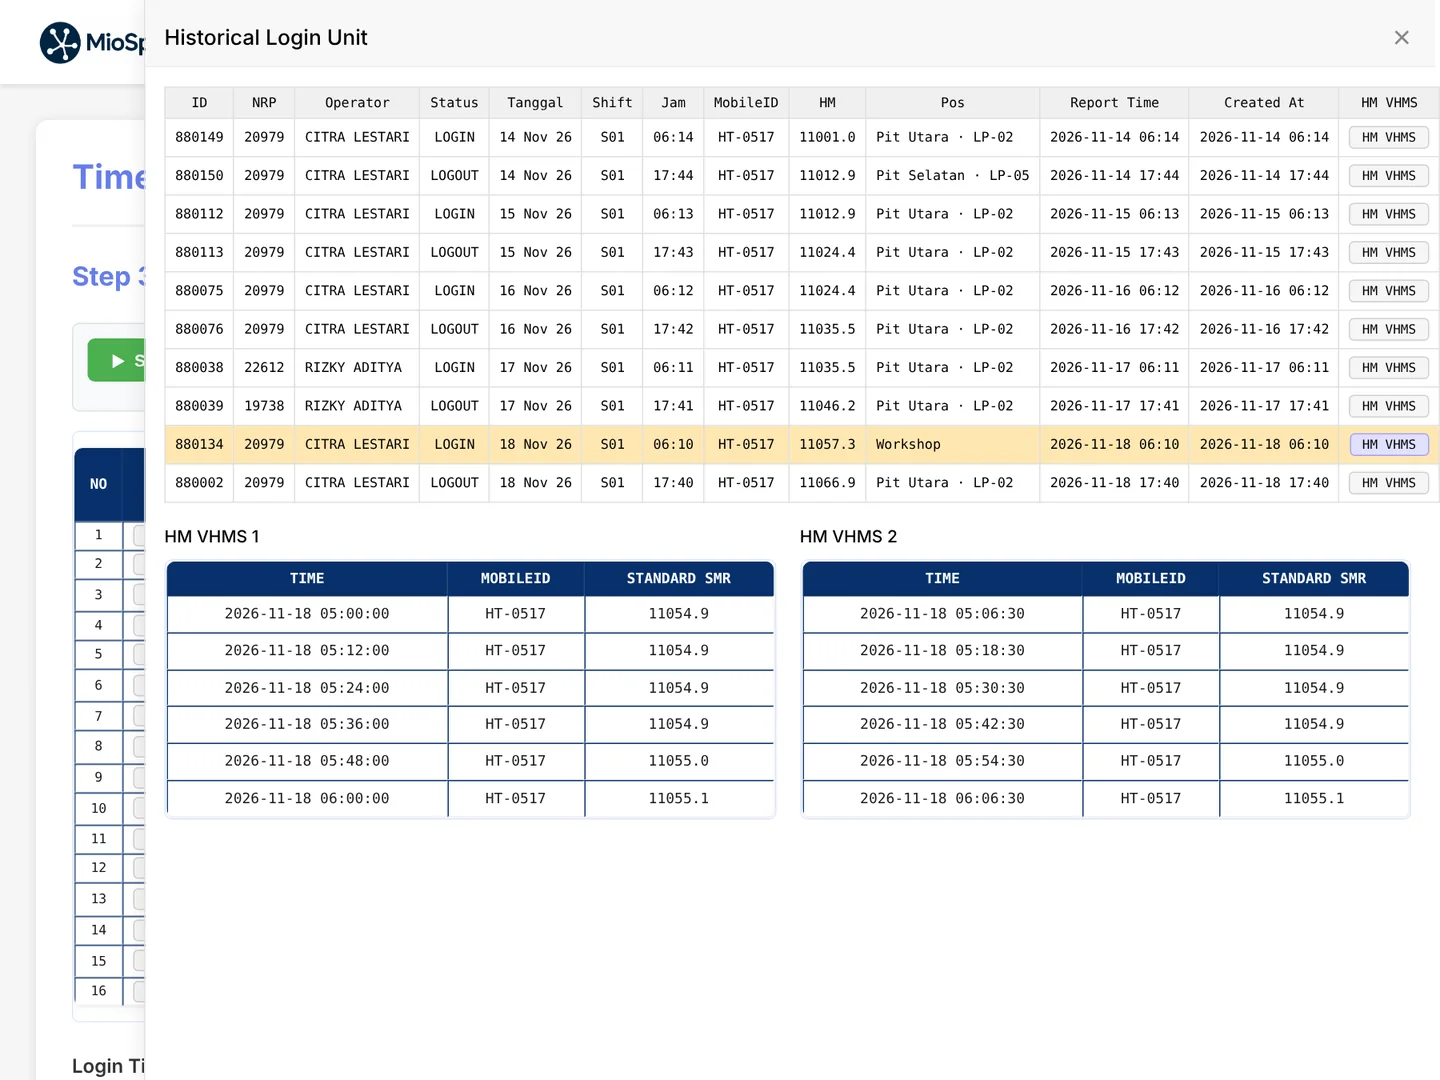 MioSp
Historical Login Unit
×
Time
Step 3
S
NO
1
2
3
4
5
6
7
8
9
10
11
12
13
14
15
16
Login Ti
ID NRP Operator Status Tanggal Shift Jam MobileID HM Pos Report Time Created At HM VHMS
880149 20979 CITRA LESTARI LOGIN 14 Nov 26 S01 06:14 HT-0517 11001.0 Pit Utara · LP-02 2026-11-14 06:14 2026-11-14 06:14 HM VHMS
880150 20979 CITRA LESTARI LOGOUT 14 Nov 26 S01 17:44 HT-0517 11012.9 Pit Selatan · LP-05 2026-11-14 17:44 2026-11-14 17:44 HM VHMS
880112 20979 CITRA LESTARI LOGIN 15 Nov 26 S01 06:13 HT-0517 11012.9 Pit Utara · LP-02 2026-11-15 06:13 2026-11-15 06:13 HM VHMS
880113 20979 CITRA LESTARI LOGOUT 15 Nov 26 S01 17:43 HT-0517 11024.4 Pit Utara · LP-02 2026-11-15 17:43 2026-11-15 17:43 HM VHMS
880075 20979 CITRA LESTARI LOGIN 16 Nov 26 S01 06:12 HT-0517 11024.4 Pit Utara · LP-02 2026-11-16 06:12 2026-11-16 06:12 HM VHMS
880076 20979 CITRA LESTARI LOGOUT 16 Nov 26 S01 17:42 HT-0517 11035.5 Pit Utara · LP-02 2026-11-16 17:42 2026-11-16 17:42 HM VHMS
880038 22612 RIZKY ADITYA LOGIN 17 Nov 26 S01 06:11 HT-0517 11035.5 Pit Utara · LP-02 2026-11-17 06:11 2026-11-17 06:11 HM VHMS
880039 19738 RIZKY ADITYA LOGOUT 17 Nov 26 S01 17:41 HT-0517 11046.2 Pit Utara · LP-02 2026-11-17 17:41 2026-11-17 17:41 HM VHMS
880134 20979 CITRA LESTARI LOGIN 18 Nov 26 S01 06:10 HT-0517 11057.3 Workshop 2026-11-18 06:10 2026-11-18 06:10 HM VHMS
880002 20979 CITRA LESTARI LOGOUT 18 Nov 26 S01 17:40 HT-0517 11066.9 Pit Utara · LP-02 2026-11-18 17:40 2026-11-18 17:40 HM VHMS
HM VHMS 1
TIME MOBILEID STANDARD SMR
2026-11-18 05:00:00 HT-0517 11054.9
2026-11-18 05:12:00 HT-0517 11054.9
2026-11-18 05:24:00 HT-0517 11054.9
2026-11-18 05:36:00 HT-0517 11054.9
2026-11-18 05:48:00 HT-0517 11055.0
2026-11-18 06:00:00 HT-0517 11055.1
HM VHMS 2
TIME MOBILEID STANDARD SMR
2026-11-18 05:06:30 HT-0517 11054.9
2026-11-18 05:18:30 HT-0517 11054.9
2026-11-18 05:30:30 HT-0517 11054.9
2026-11-18 05:42:30 HT-0517 11054.9
2026-11-18 05:54:30 HT-0517 11055.0
2026-11-18 06:06:30 HT-0517 11055.1